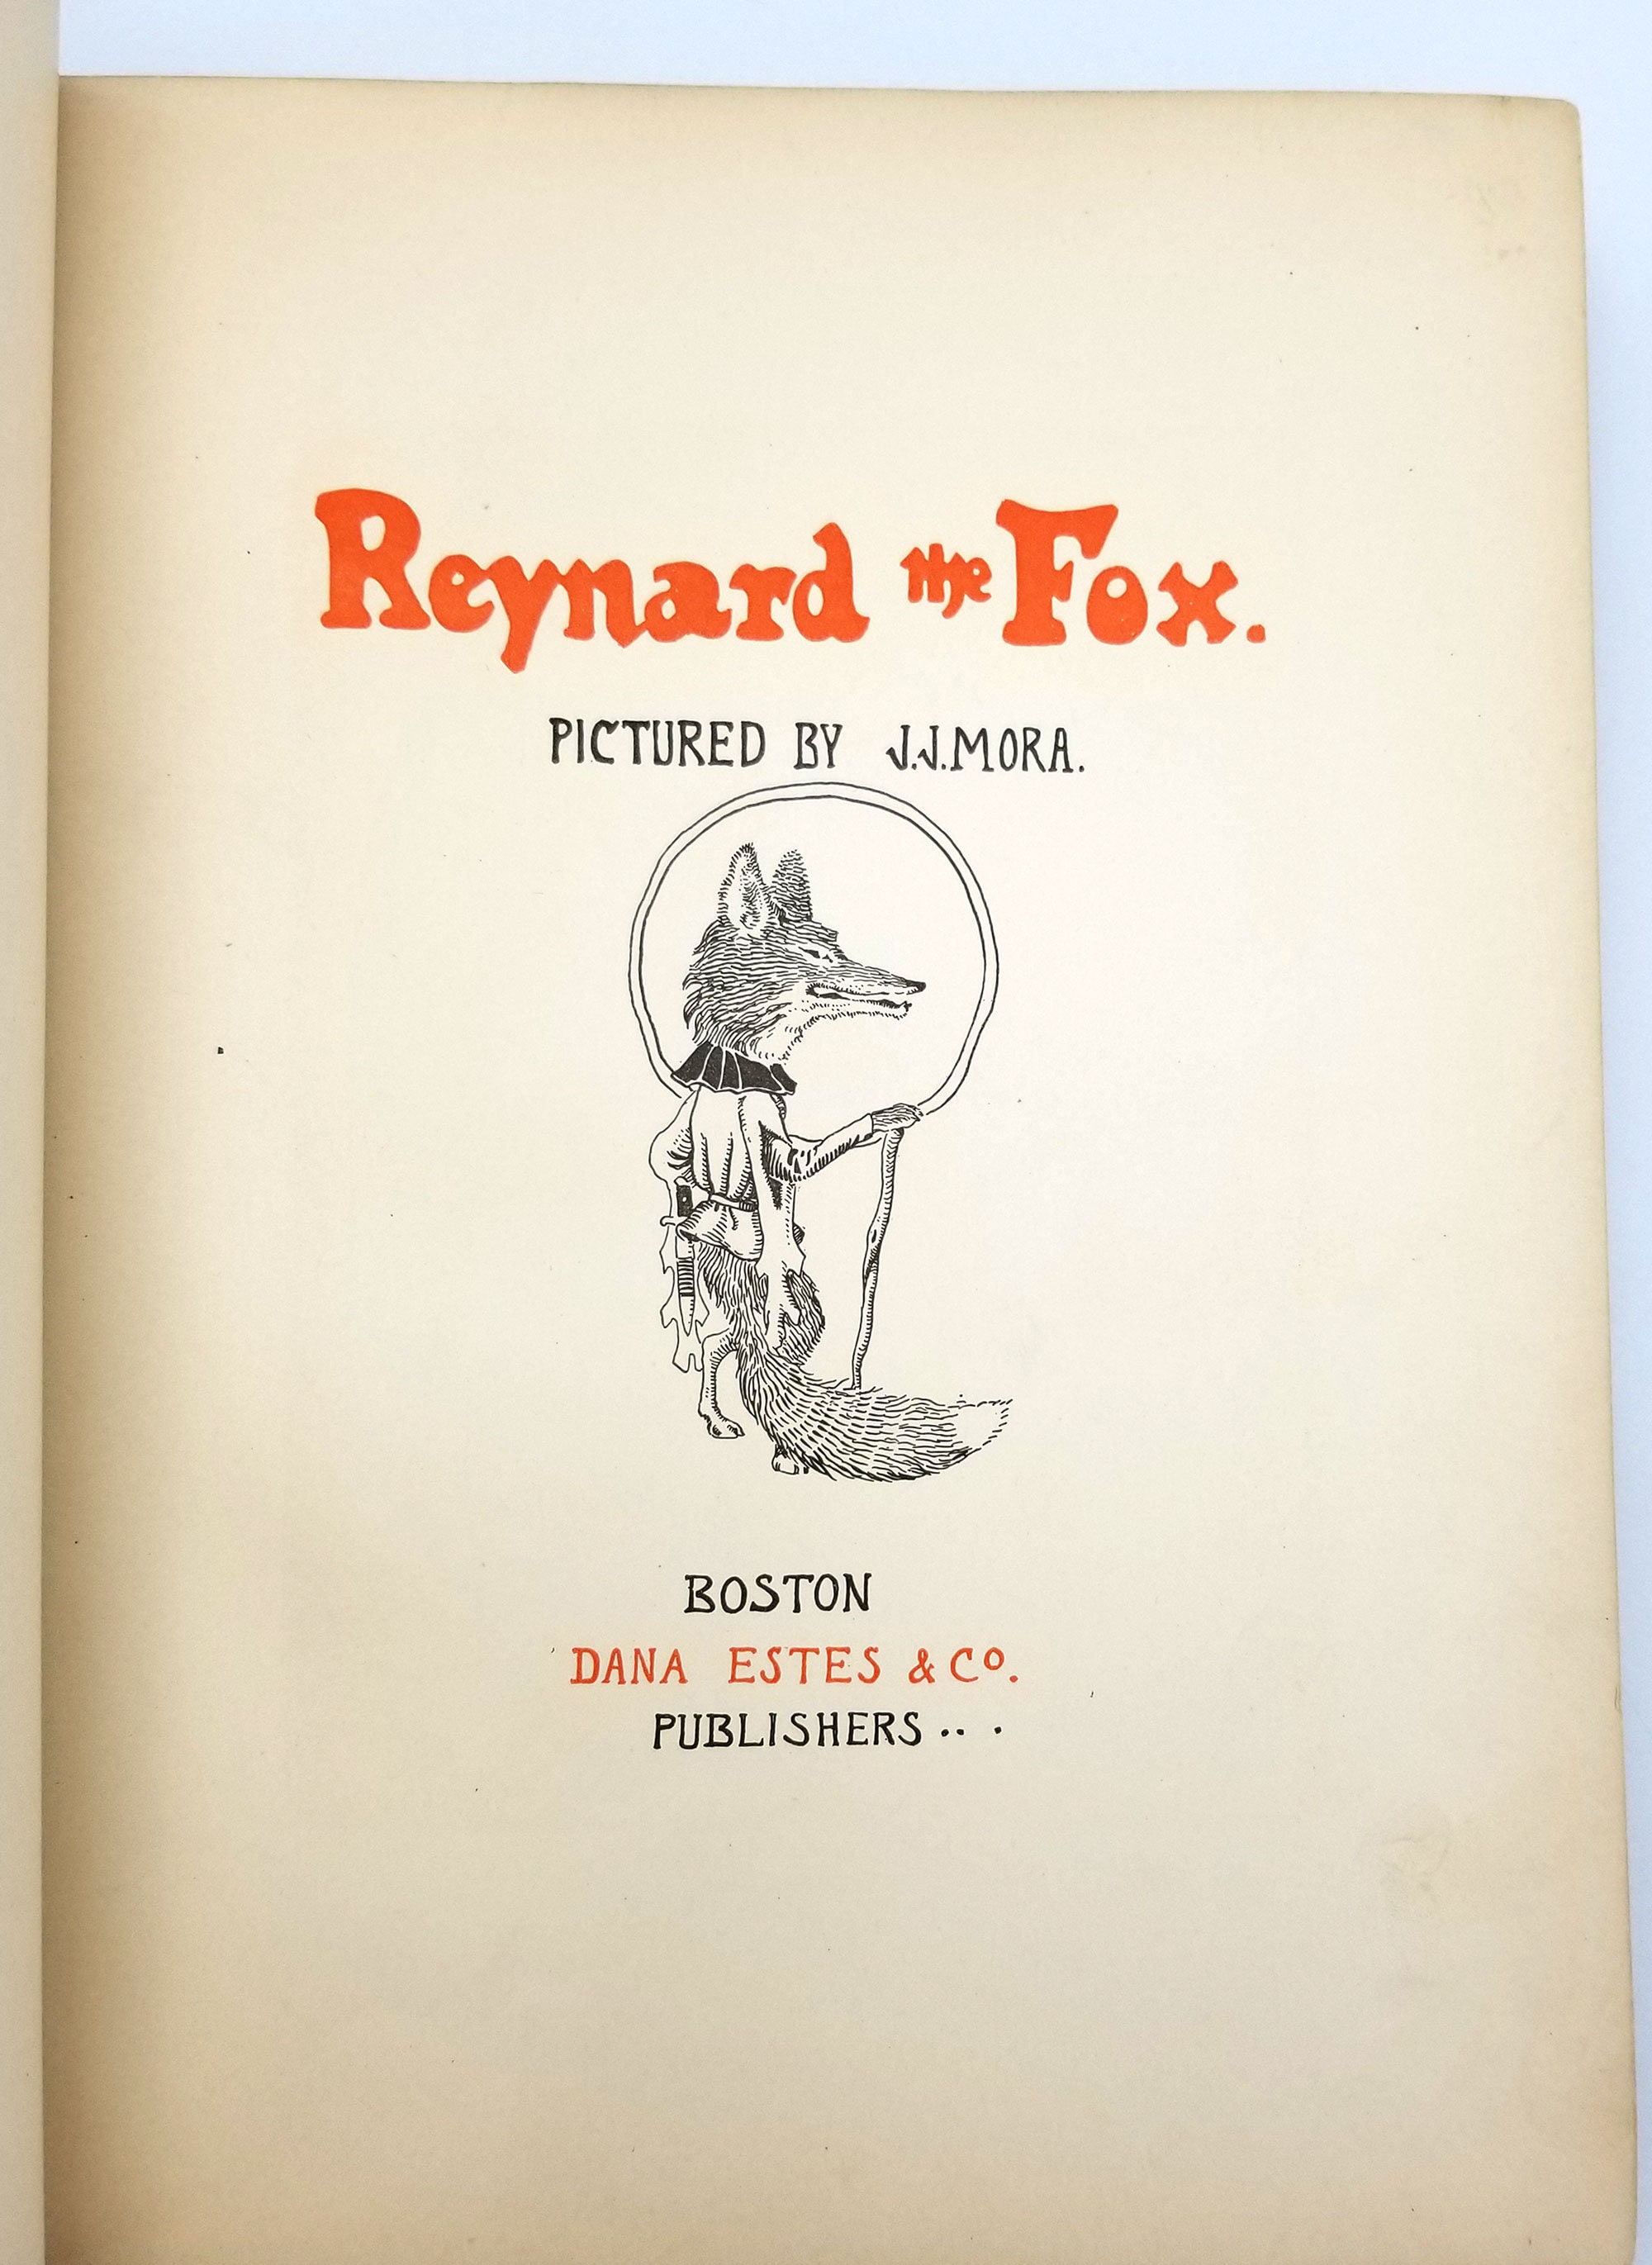 Reynard the Fox.
PICTURED BY J.J.MORA.
BOSTON
DANA ESTES & Co.
PUBLISHERS .. .